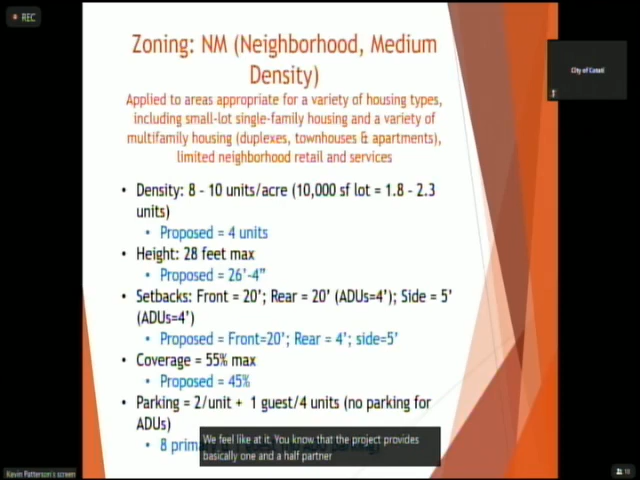 REC
Zoning: NM (Neighborhood, Medium
Density)
Applied to areas appropriate for a variety of housing types,
including small-lot single-family housing and a variety of
multifamily housing (duplexes, townhouses & apartments),
limited neighborhood retail and services
City of Cotati
• Density: 8 - 10 units/acre (10,000 sf lot = 1.8 - 2.3
units)
• Proposed = 4 units
• Height: 28 feet max
• Proposed = 26'-4"
• Setbacks: Front = 20'; Rear = 20' (ADUs=4'); Side = 5'
(ADUs=4')
• Proposed = Front=20'; Rear = 4'; side=5'
• Coverage = 55% max
• Proposed = 45%
• Parking = 2/unit + 1 guest/4 units (no parking for
ADUs)
• 8 prim
We feel like at it, You know that the project provides
basically one and a half partner
Kevin Patterson's screen